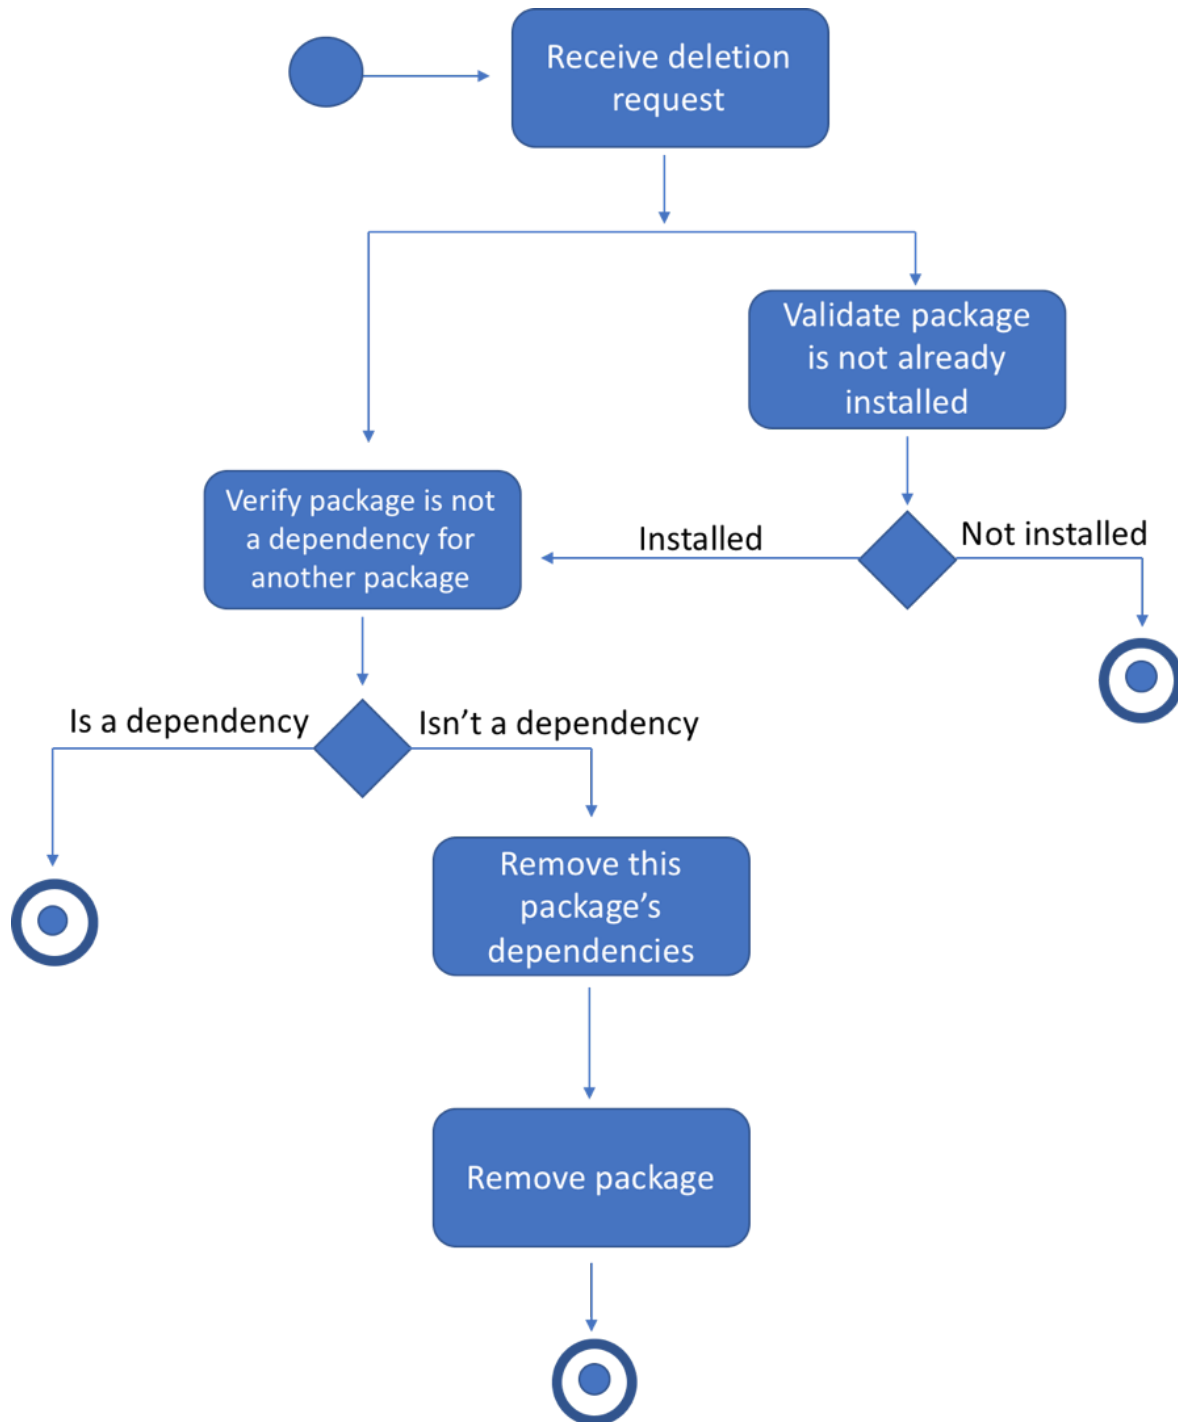 Receive deletion
request
Validate package
is not already
installed
Verify package is not
a dependency for
another package
Installed
Not installed
Is a dependency
Isn’t a dependency
Remove this
package’s
dependencies
Remove package